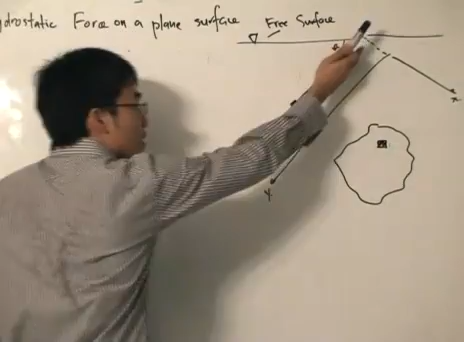 drostatic Force on a plane surface
Free Surface
x
y